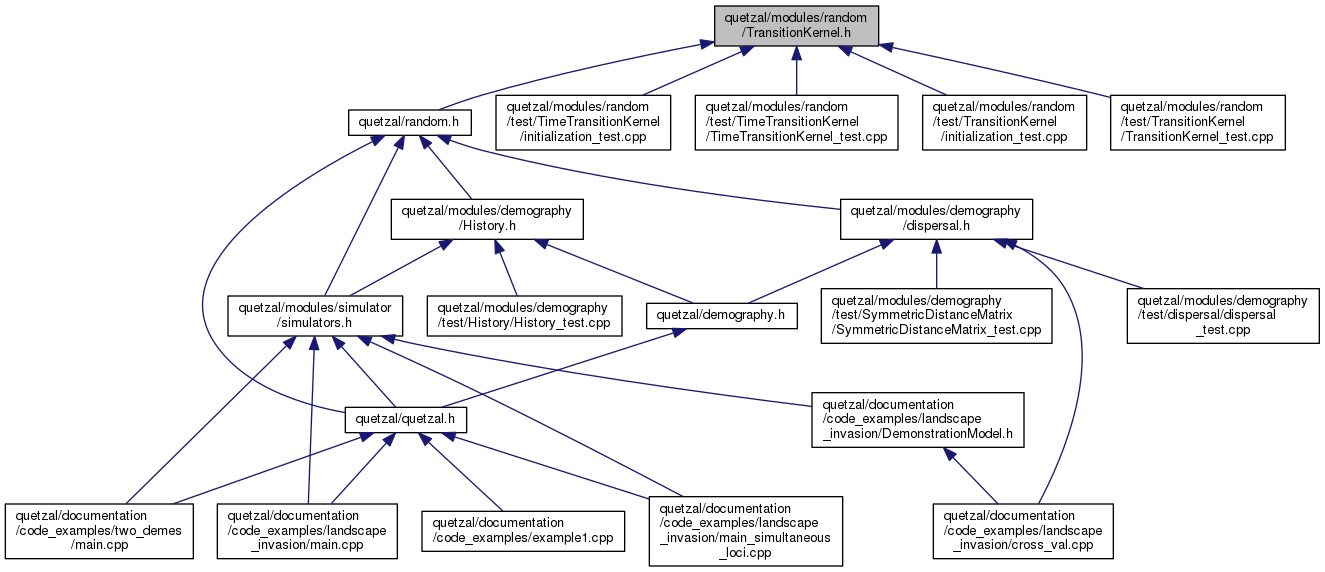 quetzal/modules/random
/TransitionKernel.h
quetzal/random.h
quetzal/modules/random
/test/TimeTransitionKernel
/initialization_test.cpp
quetzal/modules/random
/test/TimeTransitionKernel
/TimeTransitionKernel_test.cpp
quetzal/modules/random
/test/TransitionKernel
/initialization_test.cpp
quetzal/modules/random
/test/TransitionKernel
/TransitionKernel_test.cpp
quetzal/modules/demography
/History.h
quetzal/modules/demography
/dispersal.h
quetzal/modules/simulator
/simulators.h
quetzal/modules/demography
/test/History/History_test.cpp
quetzal/demography.h
quetzal/modules/demography
/test/SymmetricDistanceMatrix
/SymmetricDistanceMatrix_test.cpp
quetzal/modules/demography
/test/dispersal/dispersal
_test.cpp
quetzal/quetzal.h
quetzal/documentation
/code_examples/landscape
_invasion/DemonstrationModel.h
quetzal/documentation
/code_examples/two_demes
/main.cpp
quetzal/documentation
/code_examples/landscape
_invasion/main.cpp
quetzal/documentation
/code_examples/example1.cpp
quetzal/documentation
/code_examples/landscape
_invasion/main_simultaneous
_loci.cpp
quetzal/documentation
/code_examples/landscape
_invasion/cross_val.cpp